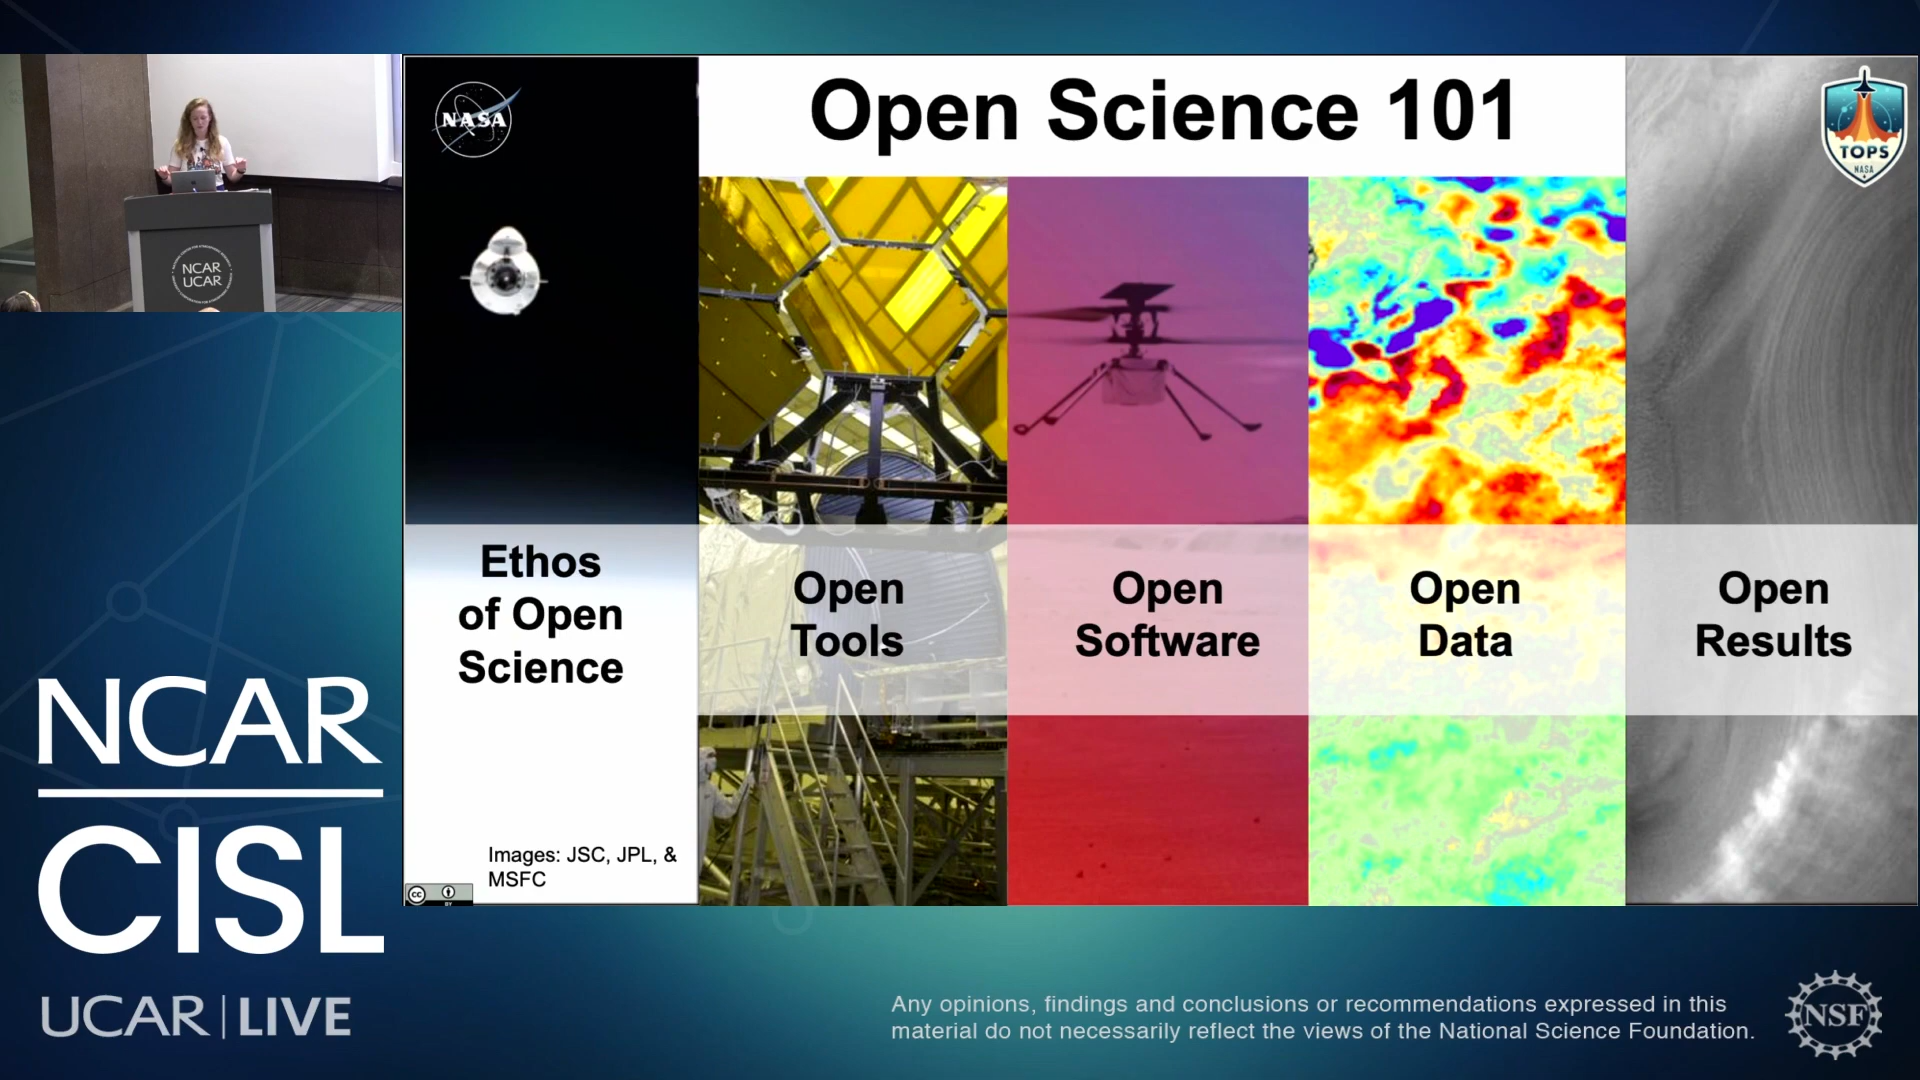 NASA
Open Science 101
TOPS
NASA
NCAR
UCAR
Ethos
of Open
Science
Open
Tools
Open
Software
Open
Data
Open
Results
Images: JSC, JPL, &
MSFC
cc
BY
NCAR
CISL
UCAR | LIVE
Any opinions, findings and conclusions or recommendations expressed in this
material do not necessarily reflect the views of the National Science Foundation.
NSF